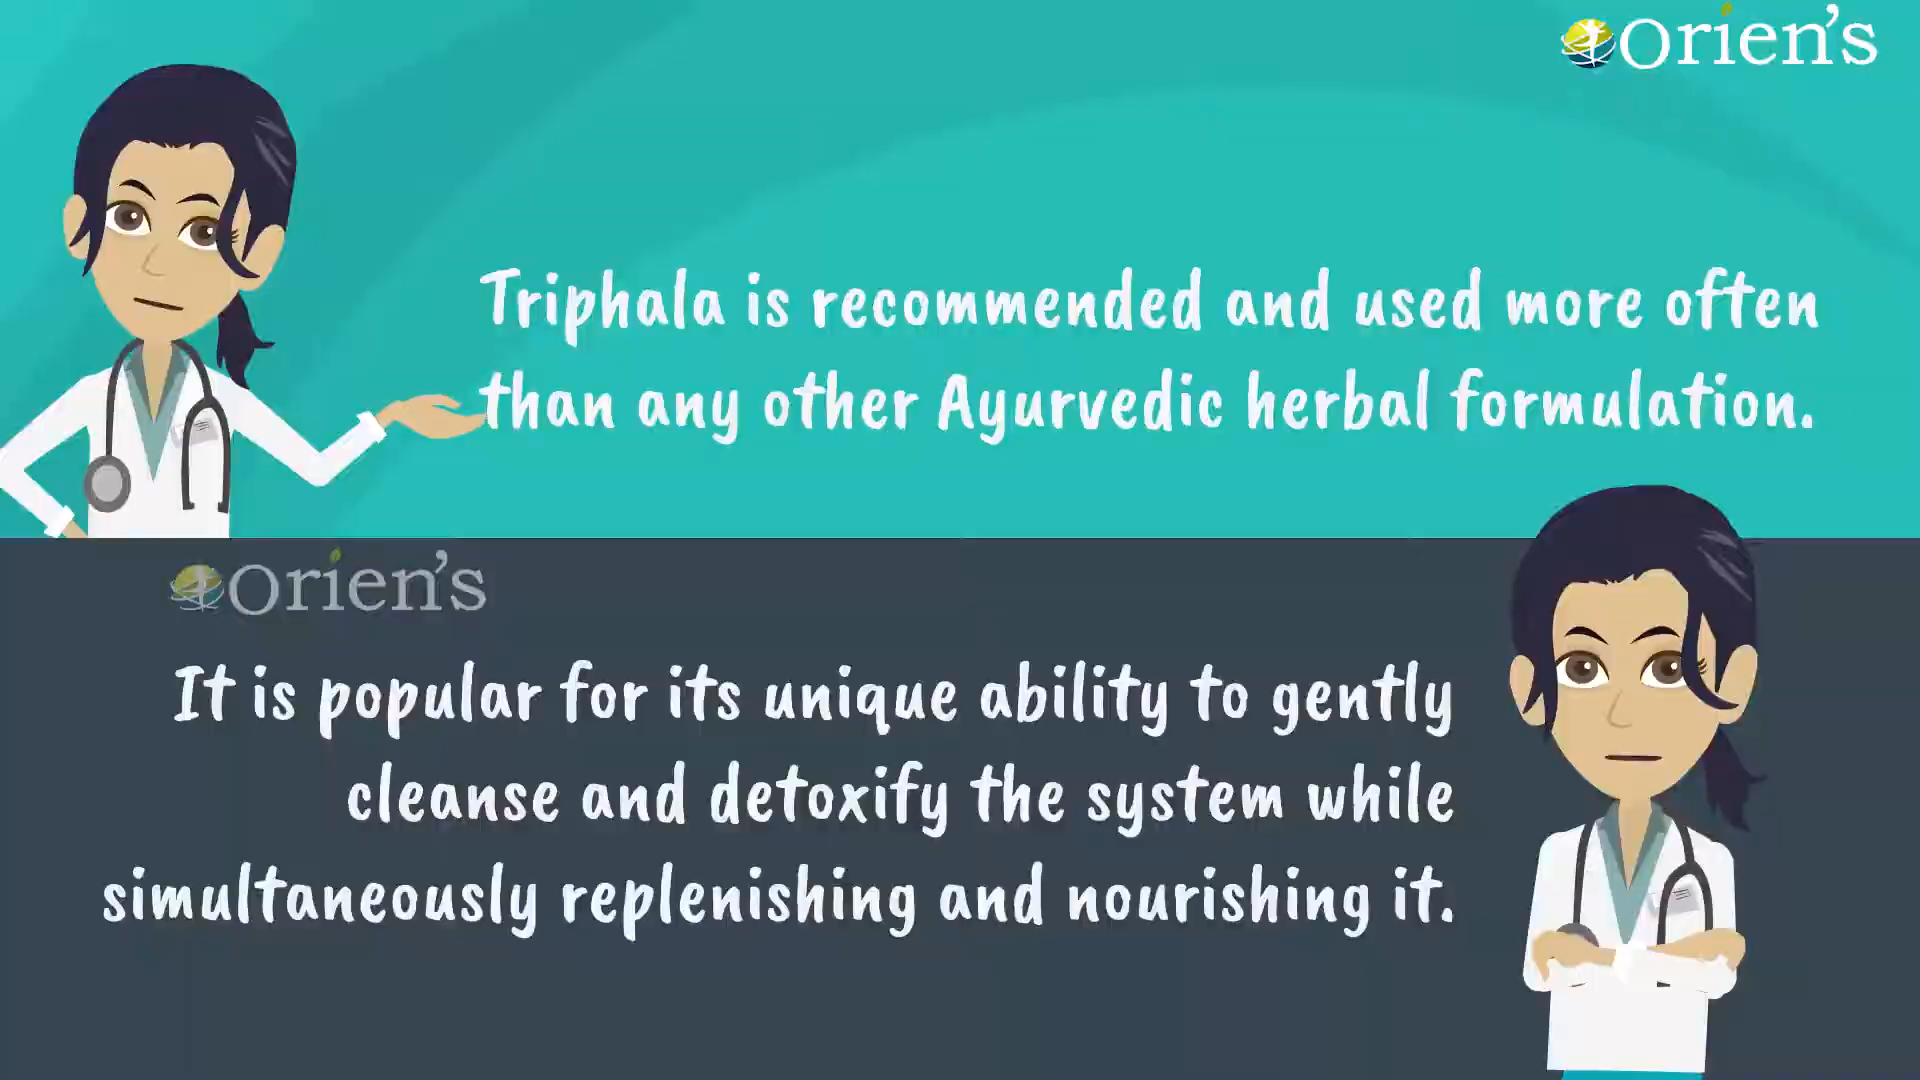 Orien's
Triphala is recommended and used more often
than any other Ayurvedic herbal formulation.
Orien's
It is popular for its unique ability to gently
cleanse and detoxify the system while
simultaneously replenishing and nourishing it.